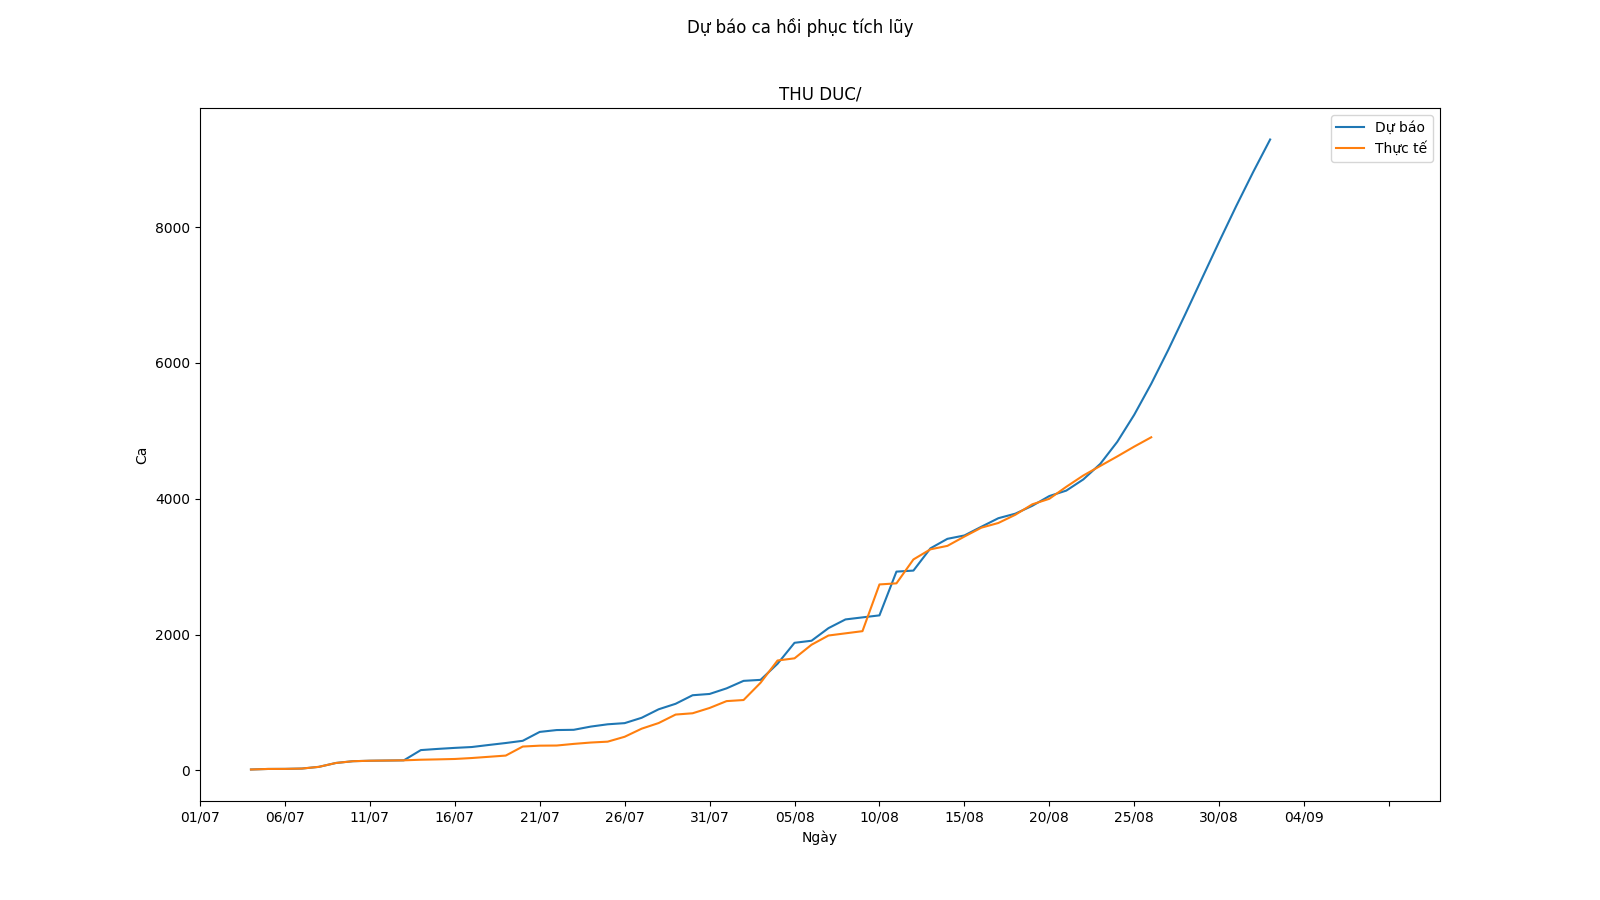 Dự báo ca hồi phục tích lũy
THU DUC/
Dự báo
Thực tế
8000
6000
4000
2000
0
Ca
01/07 06/07 11/07 16/07 21/07 26/07 31/07 05/08 10/08 15/08 20/08 25/08 30/08 04/09
Ngày